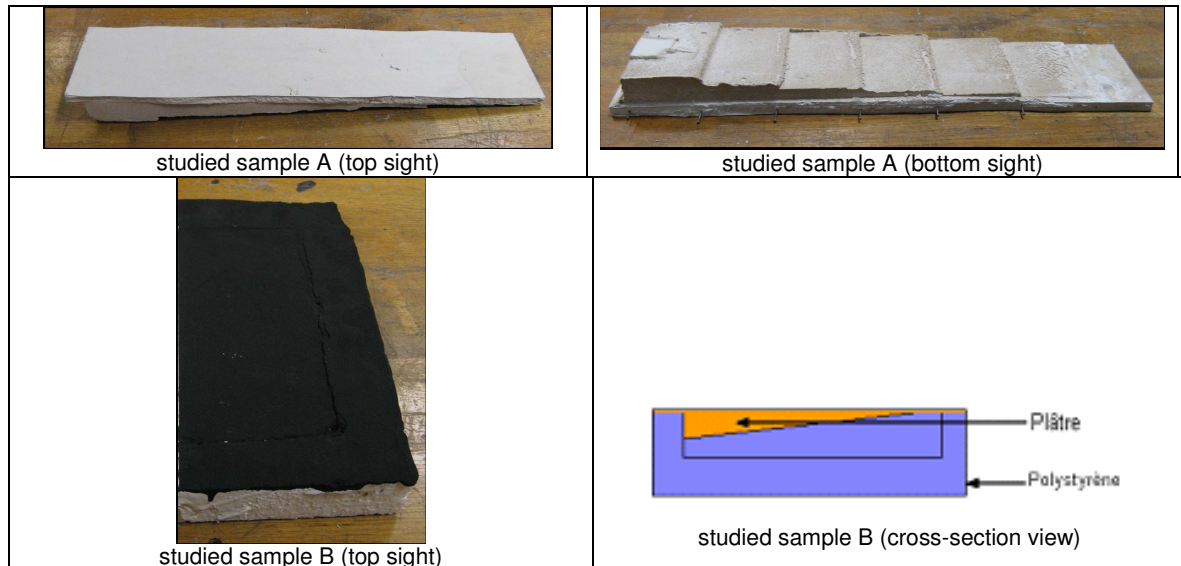 studied sample A (top sight)
studied sample A (bottom sight)
Plâtre
Polystyrène
studied sample B (top sight)
studied sample B (cross-section view)